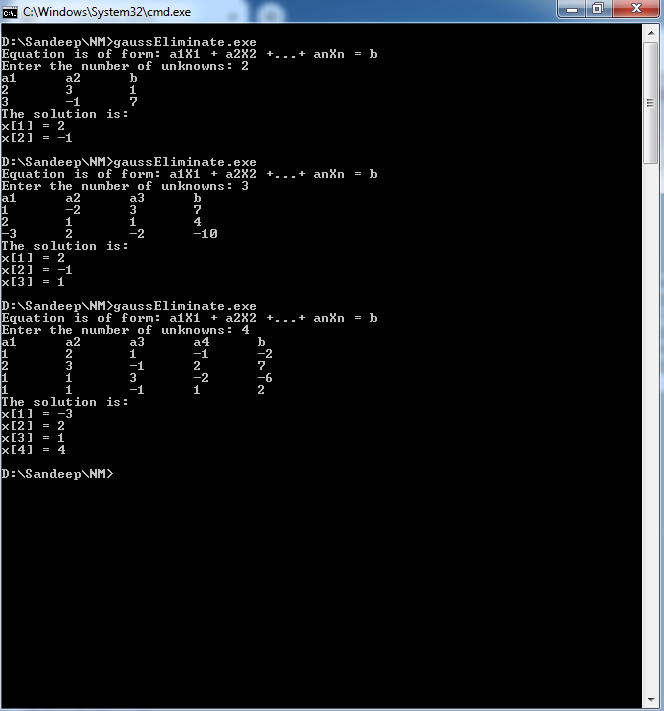 C:\Windows\System32\cmd.exe
D:\Sandeep\NM>gaussEliminate.exe
Equation is of form: a1X1 + a2X2 +...+ anXn = b
Enter the number of unknowns: 2
a1 a2 b
2 3 1
3 -1 7
The solution is:
x[1] = 2
x[2] = -1
D:\Sandeep\NM>gaussEliminate.exe
Equation is of form: a1X1 + a2X2 +...+ anXn = b
Enter the number of unknowns: 3
a1 a2 a3 b
1 -2 3 7
2 1 1 4
-3 2 -2 -10
The solution is:
x[1] = 2
x[2] = -1
x[3] = 1
D:\Sandeep\NM>gaussEliminate.exe
Equation is of form: a1X1 + a2X2 +...+ anXn = b
Enter the number of unknowns: 4
a1 a2 a3 a4 b
1 2 1 -1 -2
2 3 -1 2 7
1 1 3 -2 -6
1 1 -1 1 2
The solution is:
x[1] = -3
x[2] = 2
x[3] = 1
x[4] = 4
D:\Sandeep\NM>